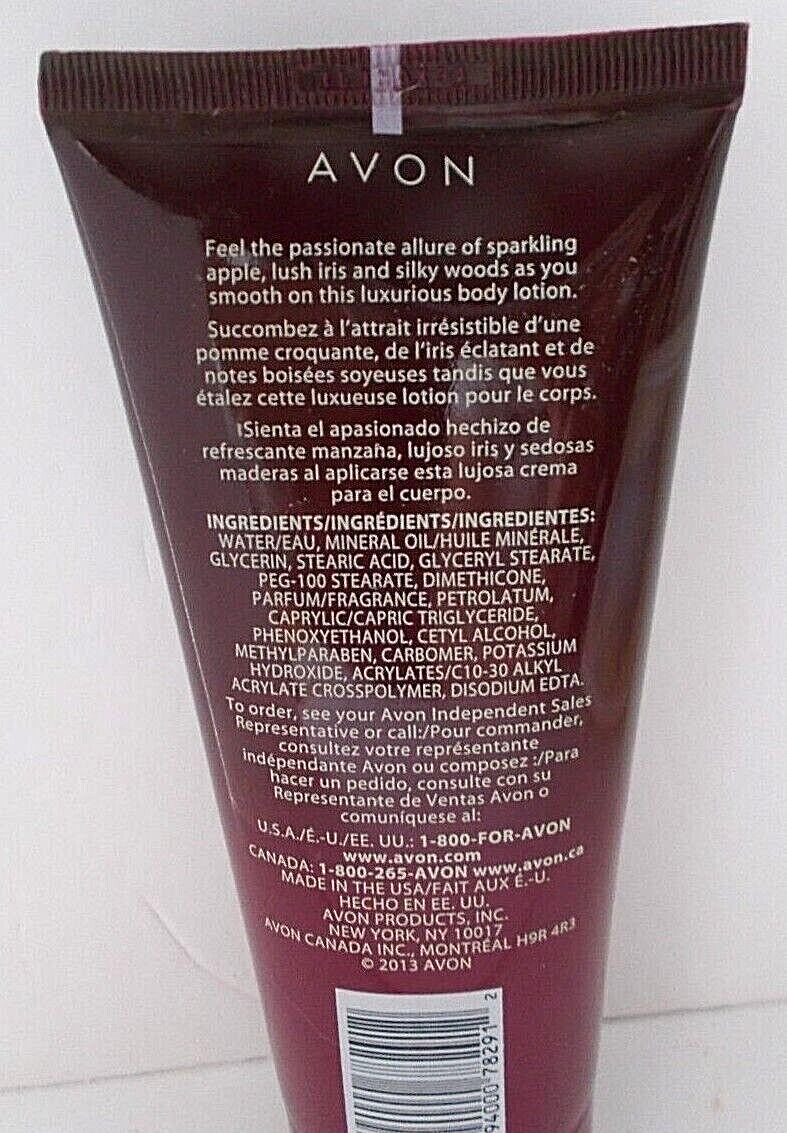 AVON
Feel the passionate allure of sparkling
apple, lush iris and silky woods as you
smooth on this luxurious body lotion.
Succombez à l'attrait irrésistible d'une
pomme croquante, de l'iris éclatant et de
notes boisées soyeuses tandis que vous
étalez cette luxueuse lotion pour le corps.
Sienta el apasionado hechizo de
refrescante manzaña, lujoso iris y sedosas
maderas al aplicarse esta lujosa crema
para el cuerpo.
INGREDIENTS/INGRÉDIENTS/INGREDIENTES:
WATER/EAU, MINERAL OIL/HUILE MINÉRALE,
GLYCERIN, STEARIC ACID, GLYCERYL STEARATE,
PEG-100 STEARATE, DIMETHICONE,
PARFUM/FRAGRANCE, PETROLATUM,
CAPRYLIC/CAPRIC TRIGLYCERIDE,
PHENOXYETHANOL, CETYL ALCOHOL,
METHYLPARABEN, CARBOMER, POTASSIUM
HYDROXIDE, ACRYLATES/C10-30 ALKYL
ACRYLATE CROSSPOLYMER, DISODIUM EDTA.
To order, see your Avon Independent Sales
Representative or call:/Pour commander,
consultez votre représentante
indépendante Avon ou composez :/Para
hacer un pedido, consulte con su
Representante de Ventas Avon o
comuníquese al:
U.S.A./É.-U./EE. UU.: 1-800-FOR-AVON
www.avon.com
CANADA: 1-800-265-AVON www.avon.ca
MADE IN THE USA/FAIT AUX É.-U.
HECHO EN EE. UU.
AVON PRODUCTS, INC.
NEW YORK, NY 10017
AVON CANADA INC., MONTRÉAL H9R 4R3
© 2013 AVON
94000 78291 2